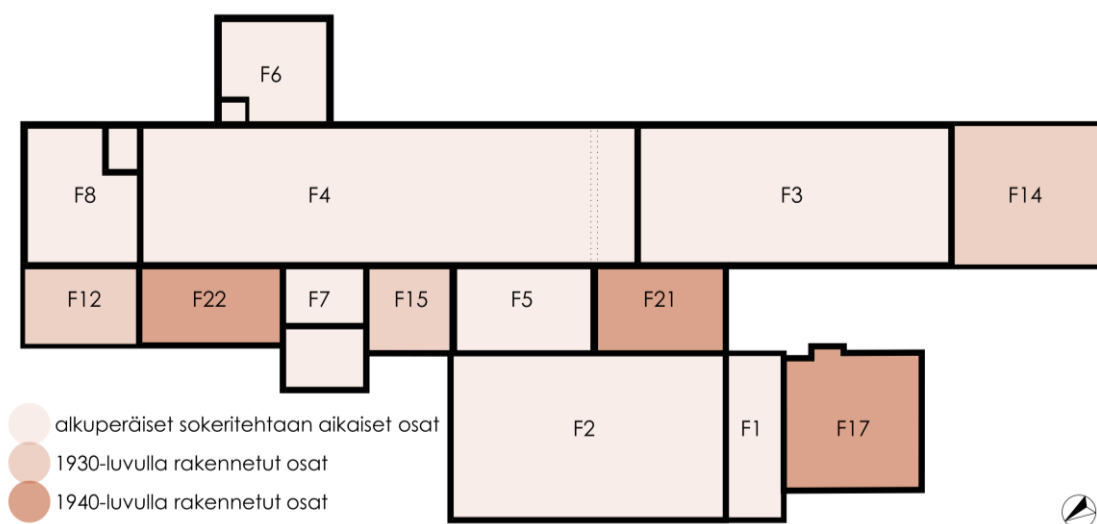 F6
F8
F4
F3
F14
F12
F22
F7
F15
F5
F21
F2
F1
F17
alkuperäiset sokeritehtaan aikaiset osat
1930-luvulla rakennetut osat
1940-luvulla rakennetut osat